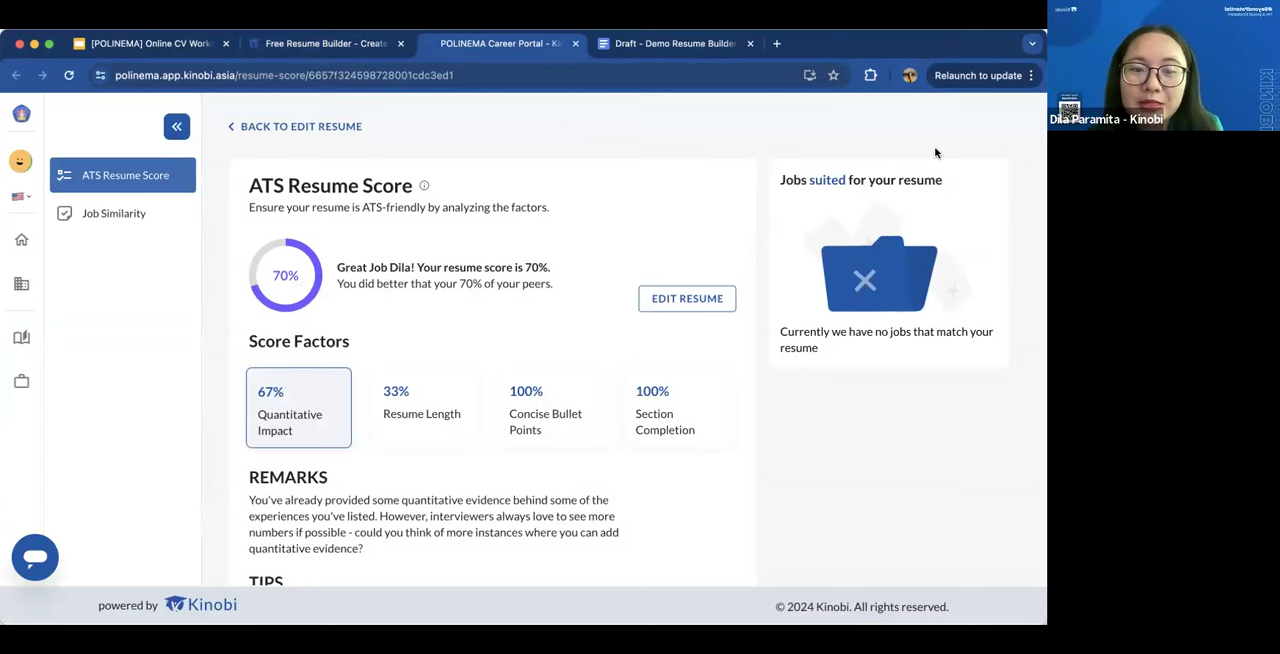 [POLINEMA] Online CV Work
Free Resume Builder - Create
POLINEMA Career Portal - Ki
Draft - Demo Resume Builde
polinema.app.kinobi.asia/resume-score/6657f324598728001cdc3ed1
Relaunch to update
ATS Resume Score
Job Similarity
BACK TO EDIT RESUME
ATS Resume Score
Ensure your resume is ATS-friendly by analyzing the factors.
70%
Great Job Dila! Your resume score is 70%.
You did better that your 70% of your peers.
EDIT RESUME
Score Factors
67%
Quantitative
Impact
33%
Resume Length
100%
Concise Bullet
Points
100%
Section
Completion
REMARKS
You've already provided some quantitative evidence behind some of the
experiences you've listed. However, interviewers always love to see more
numbers if possible - could you think of more instances where you can add
quantitative evidence?
TIPS
Jobs suited for your resume
Currently we have no jobs that match your
resume
powered by Kinobi
© 2024 Kinobi. All rights reserved.
Dila Paramita - Kinobi
KINOBI